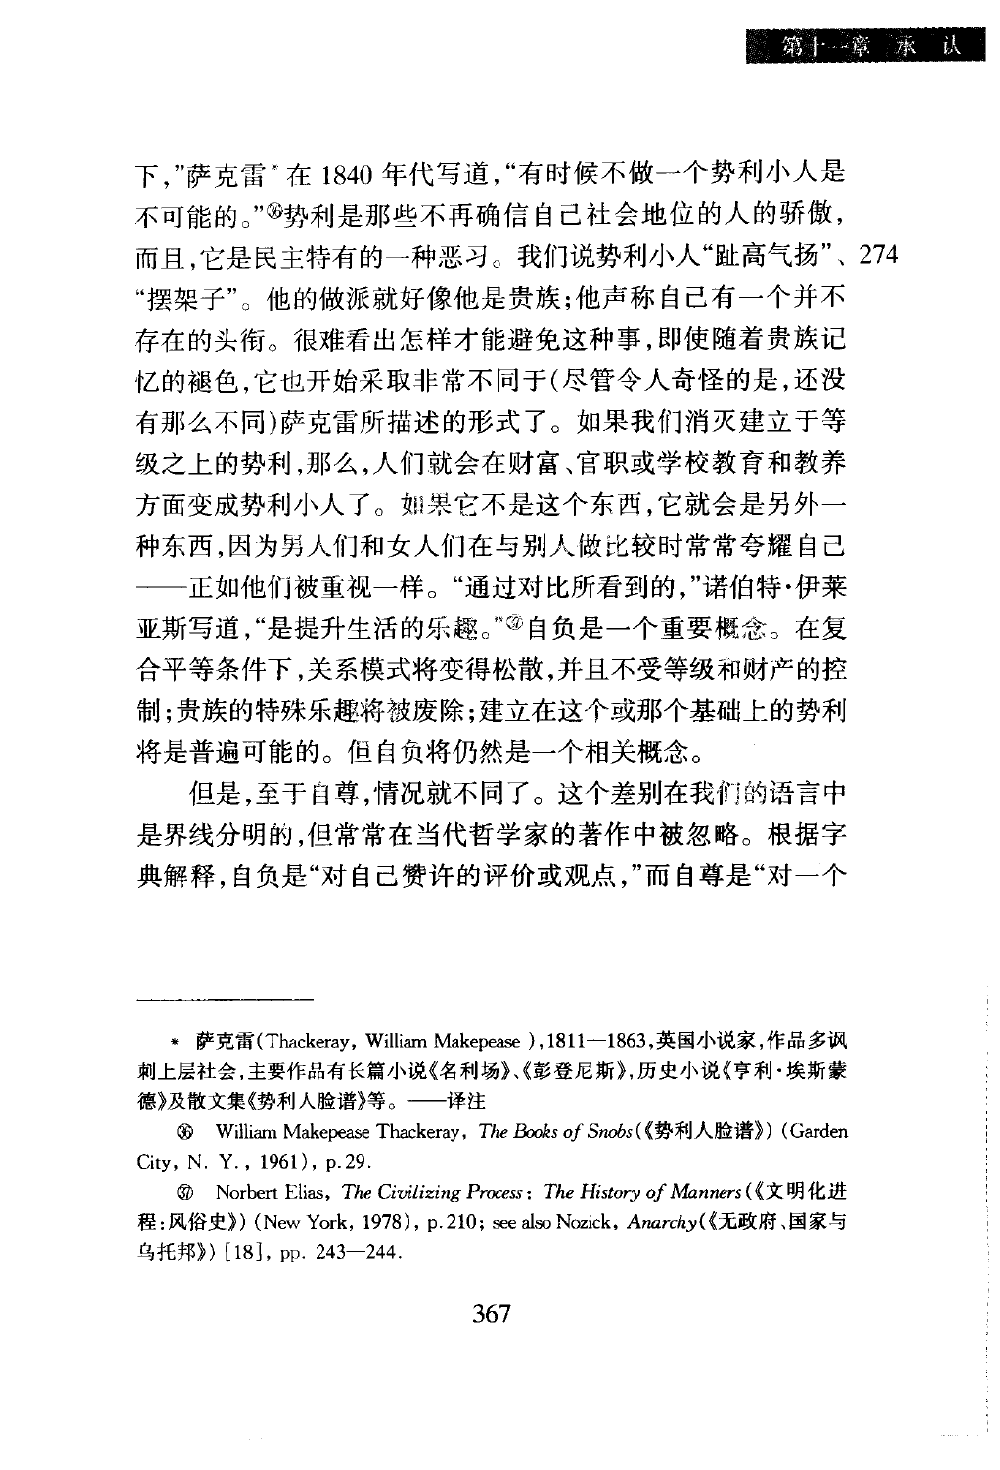 第十一章 承 认
下，”萨克雷*在 1840 年代写道，“有时候不做一个势利小人是
不可能的。”㊱势利是那些不再确信自己社会地位的人的骄傲，
而且，它是民主特有的一种恶习。我们说势利小人“趾高气扬”、 274
“摆架子”。他的做派就好像他是贵族；他声称自己有一个并不
存在的头衔。很难看出怎样才能避免这种事，即使随着贵族记
忆的褪色，它也开始采取非常不同于（尽管令人奇怪的是，还没
有那么不同）萨克雷所描述的形式了。如果我们消灭建立于等
级之上的势利，那么，人们就会在财富、官职或学校教育和教养
方面变成势利小人了。如果它不是这个东西，它就会是另外一
种东西，因为男人们和女人们在与别人做比较时常常夸耀自己
——正如他们被重视一样。“通过对比所看到的，”诺伯特·伊莱
亚斯写道，“是提升生活的乐趣。”㊲自负是一个重要概念。在复
合平等条件下，关系模式将变得松散，并且不受等级和财产的控
制；贵族的特殊乐趣将被废除；建立在这个或那个基础上的势利
将是普遍可能的。但自负将仍然是一个相关概念。
但是，至于自尊，情况就不同了。这个差别在我们的语言中
是界线分明的，但常常在当代哲学家的著作中被忽略。根据字
典解释，自负是“对自己赞许的评价或观点，”而自尊是“对一个
* 萨克雷(Thackeray, William Makepease ),1811—1863,英国小说家,作品多讽
刺上层社会,主要作品有长篇小说《名利场》、《彭登尼斯》,历史小说《亨利·埃斯蒙
德》及散文集《势利人脸谱》等。——译注
㊱ William Makepease Thackeray, The Books of Snobs(《势利人脸谱》) (Garden
City, N. Y. , 1961), p.29.
㊲ Norbert Elias, The Civilizing Process: The History of Manners (《文明化进
程:风俗史》) (New York, 1978), p.210; see also Nozick, Anarchy(《无政府、国家与
乌托邦》) [18], pp. 243—244.
367